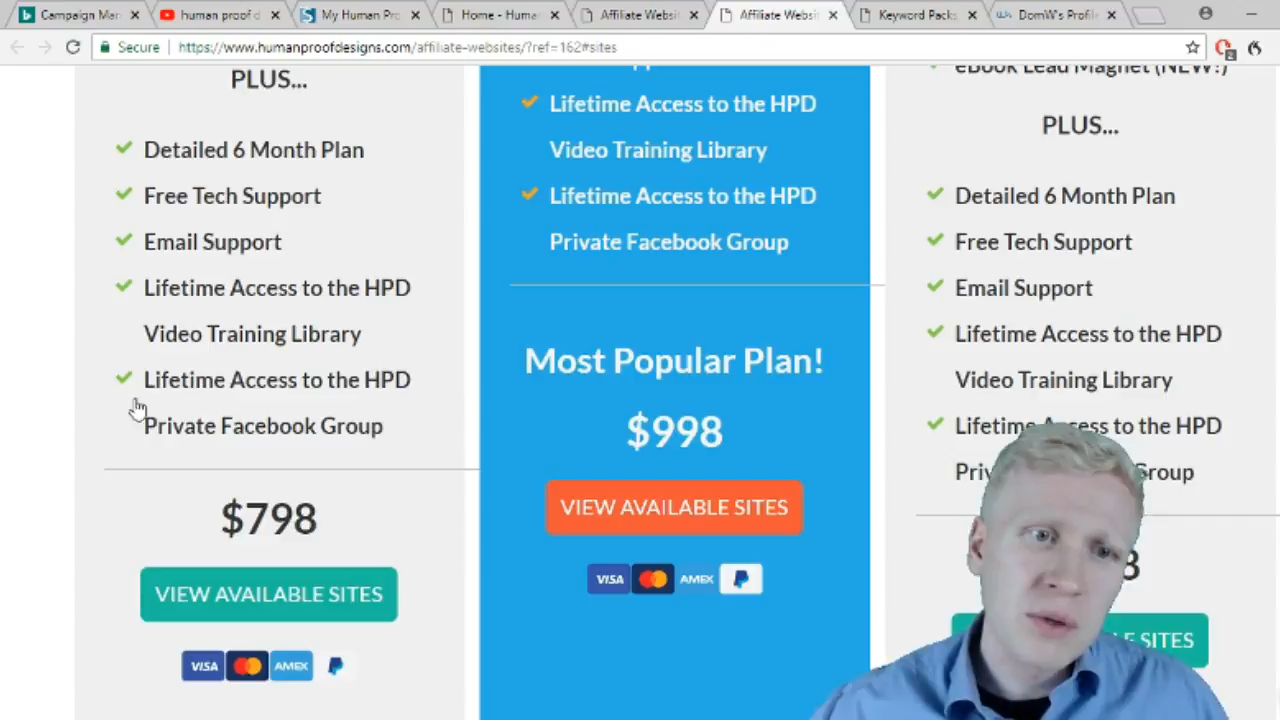 Campaign Mar
human proof d
My Human Pro
Home - Huma
Affiliate Websi
Affiliate Websi
Keyword Packs
DomW's Profil
Secure
https://www.humanproofdesigns.com/affiliate-websites/?ref=162#sites
2
PLUS...
Detailed 6 Month Plan
Free Tech Support
Email Support
Lifetime Access to the HPD
Video Training Library
Lifetime Access to the HPD
Private Facebook Group
$798
VIEW AVAILABLE SITES
VISA
AMEX
Lifetime Access to the HPD
Video Training Library
Lifetime Access to the HPD
Private Facebook Group
Most Popular Plan!
$998
VIEW AVAILABLE SITES
VISA
AMEX
eBook Lead Magnet (NEW!)
PLUS...
Detailed 6 Month Plan
Free Tech Support
Email Support
Lifetime Access to the HPD
Video Training Library
Lifetime Access to the HPD
Group
SITES